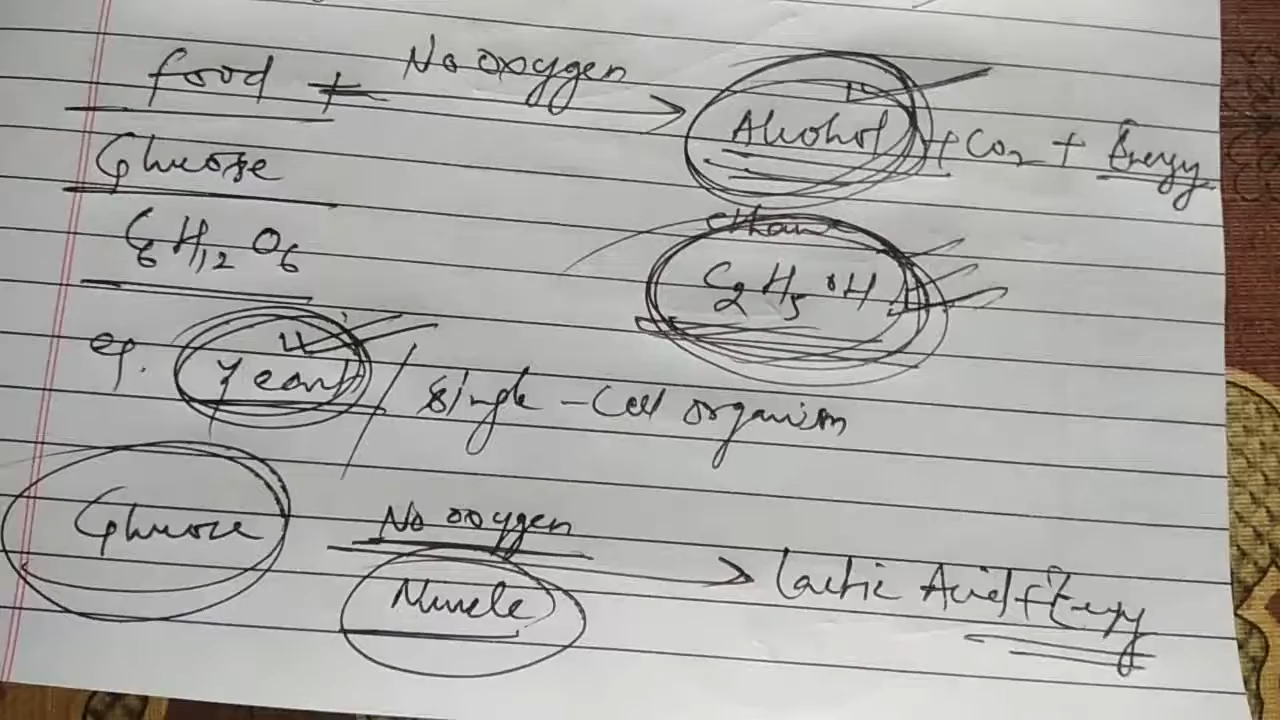 food + No oxygen → Alcohol + CO2 + Energy
Glucose
C6H12O6
C2H5OH
eg. Yeast / Single-Cell organism
Glucose No oxygen → Lactic Acid + Energy
Muscle